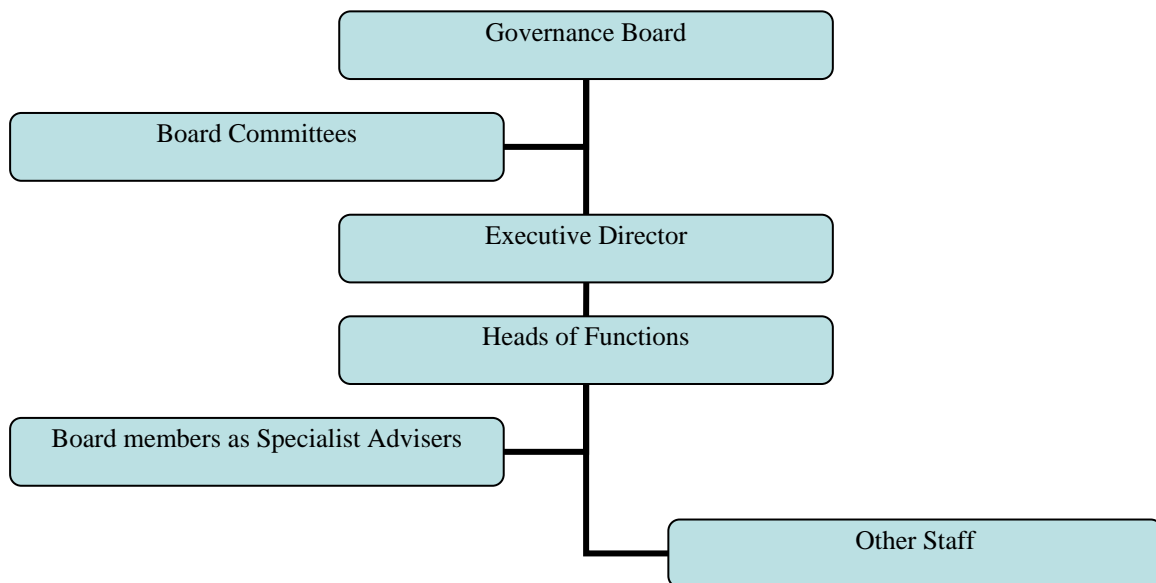 Governance Board
Board Committees
Executive Director
Heads of Functions
Board members as Specialist Advisers
Other Staff